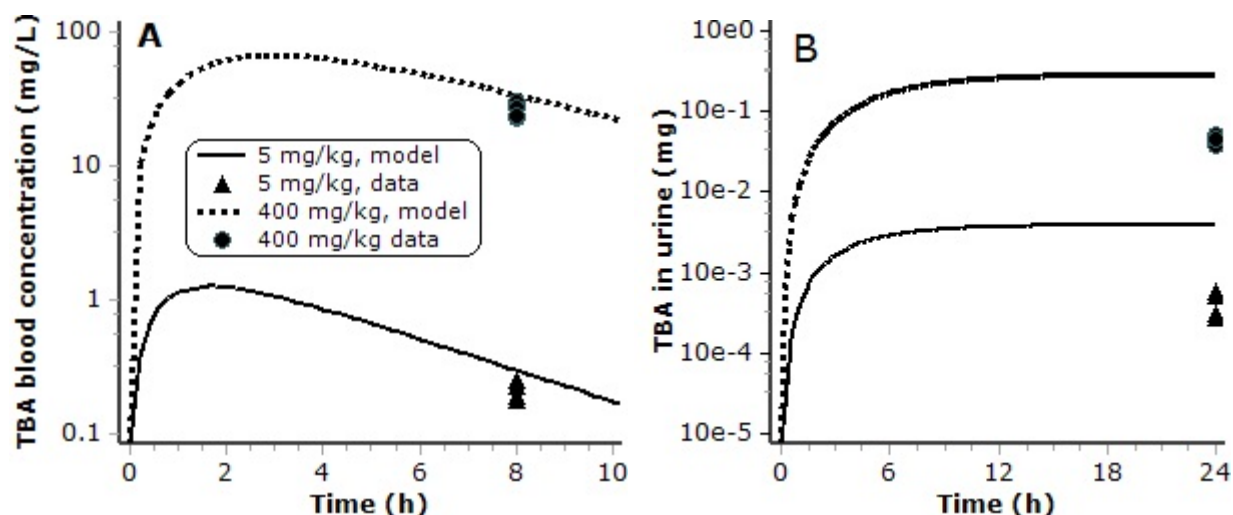 A
TBA blood concentration (mg/L)
100
10
1
0.1
5 mg/kg, model
5 mg/kg, data
400 mg/kg, model
400 mg/kg data
0 2 4 6 8 10
Time (h)
B
TBA in urine (mg)
10e0
10e-1
10e-2
10e-3
10e-4
10e-5
0 6 12 18 24
Time (h)